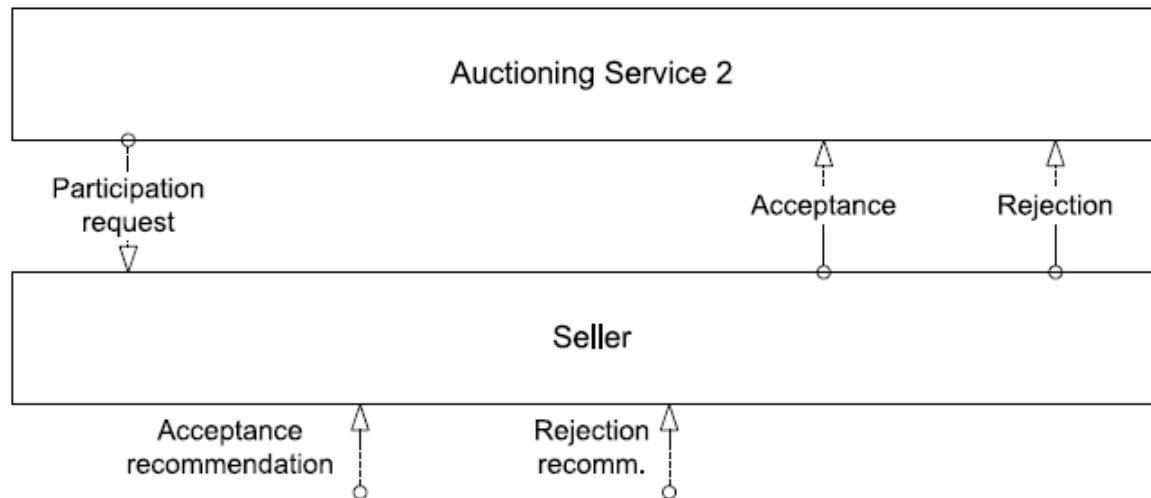 Auctioning Service 2
Participation
request
Acceptance
Rejection
Seller
Acceptance
recommendation
Rejection
recomm.